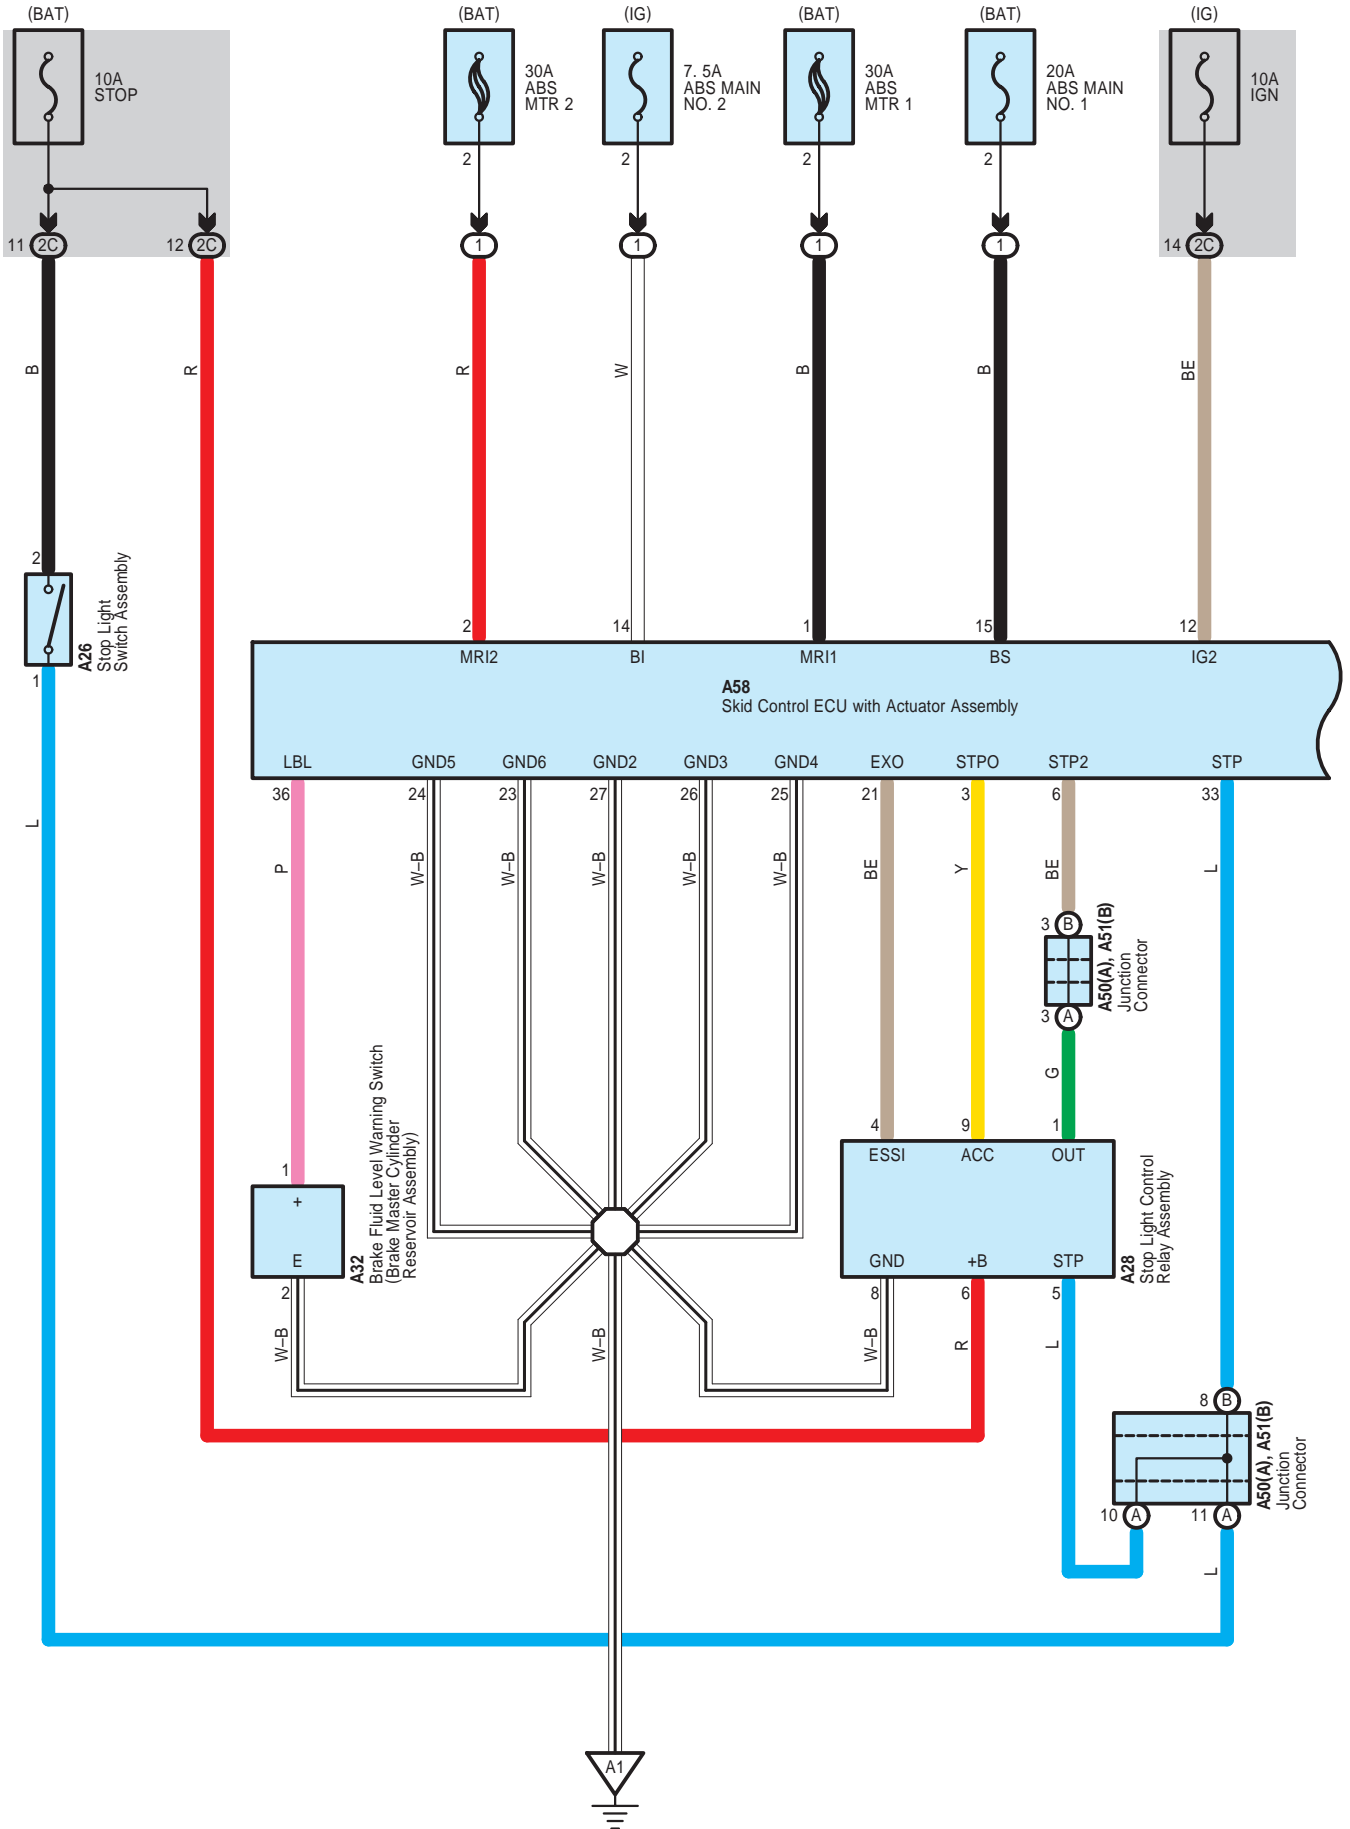 (BAT)
(BAT)
(IG)
(BAT)
(BAT)
(IG)
10A
STOP
30A
ABS
MTR 2
7. 5A
ABS MAIN
NO. 2
30A
ABS
MTR 1
20A
ABS MAIN
NO. 1
10A
IGN
2
2
2
2
11 2C
12 2C
1
1
1
1
14 2C
B
R
R
W
B
B
BE
2
A26
Stop Light
Switch Assembly
1
2
14
1
15
12
MRI2
BI
MRI1
BS
IG2
A58
Skid Control ECU with Actuator Assembly
LBL
GND5
GND6
GND2
GND3
GND4
EXO
STPO
STP2
STP
36
24
23
27
26
25
21
3
6
33
L
P
W–B
W–B
W–B
W–B
W–B
BE
Y
BE
L
3 B
A50(A), A51(B)
Junction
Connector
3 A
G
4
9
1
ESSI
ACC
OUT
GND
+B
STP
A28
Stop Light Control
Relay Assembly
8
6
5
1
+
E
A32
Brake Fluid Level Warning Switch
(Brake Master Cylinder
Reservoir Assembly)
2
W–B
W–B
W–B
R
L
8 B
A50(A), A51(B)
Junction
Connector
10 A
11 A
L
A1